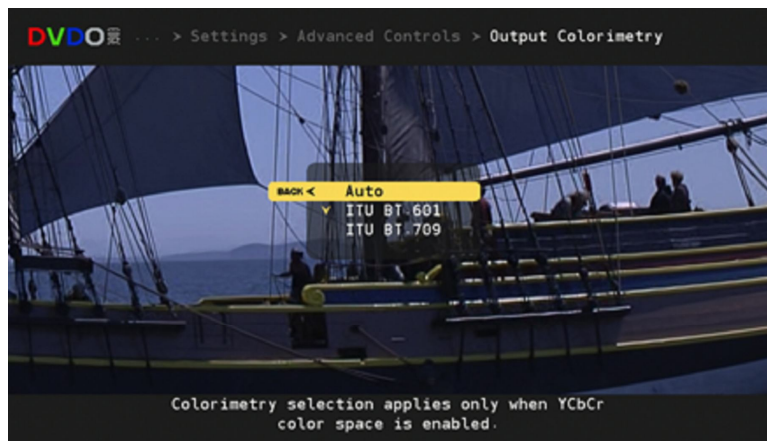 DVDO ... > Settings > Advanced Controls > Output Colorimetry
BACK < Auto
ITU BT.601
ITU BT.709
Colorimetry selection applies only when YCbCr
color space is enabled.